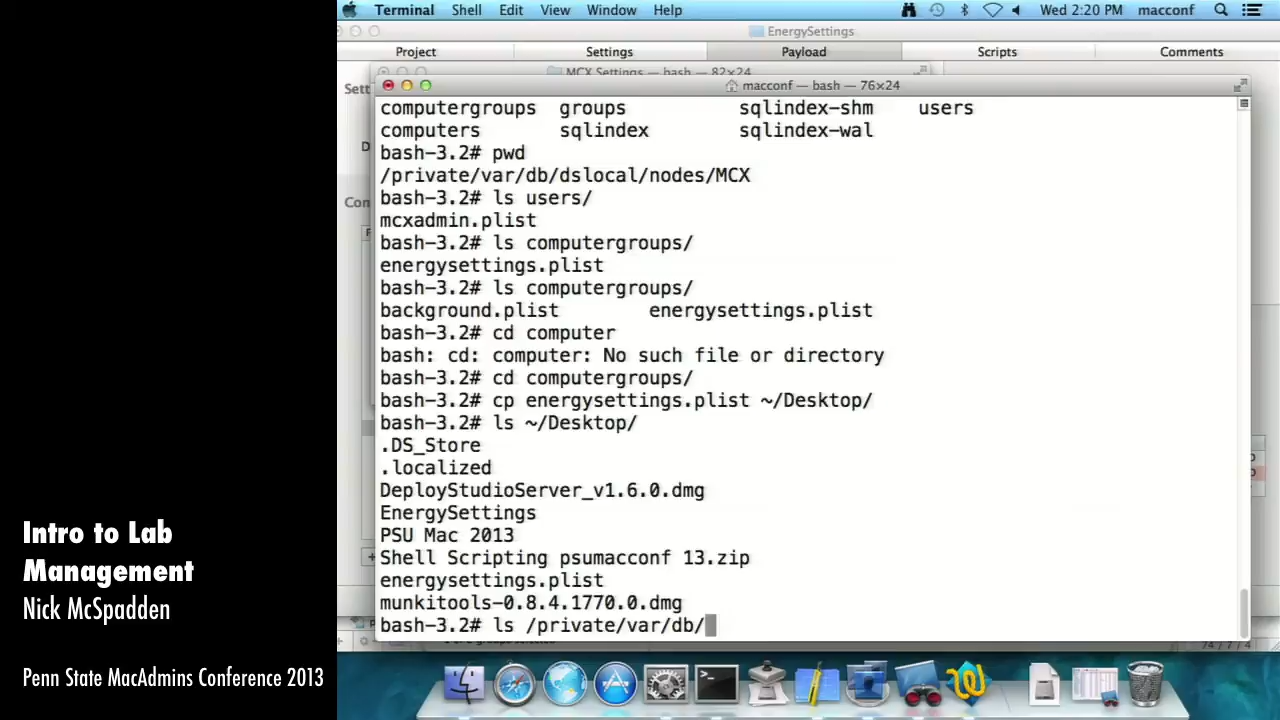 Terminal Shell Edit View Window Help Wed 2:20 PM macconf
EnergySettings
Project Settings Payload Scripts Comments
MCX Settings — bash — 82×24
macconf — bash — 76×24
computergroups groups sqlindex-shm users
computers sqlindex sqlindex-wal
bash-3.2# pwd
/private/var/db/dslocal/nodes/MCX
bash-3.2# ls users/
mcxadmin.plist
bash-3.2# ls computergroups/
energysettings.plist
bash-3.2# ls computergroups/
background.plist energysettings.plist
bash-3.2# cd computer
bash: cd: computer: No such file or directory
bash-3.2# cd computergroups/
bash-3.2# cp energysettings.plist ~/Desktop/
bash-3.2# ls ~/Desktop/
.DS_Store
.localized
DeployStudioServer_v1.6.0.dmg
EnergySettings
PSU Mac 2013
Shell Scripting psumacconf 13.zip
energysettings.plist
munkitools-0.8.4.1770.0.dmg
bash-3.2# ls /private/var/db/
Intro to Lab
Management
Nick McSpadden
Penn State MacAdmins Conference 2013